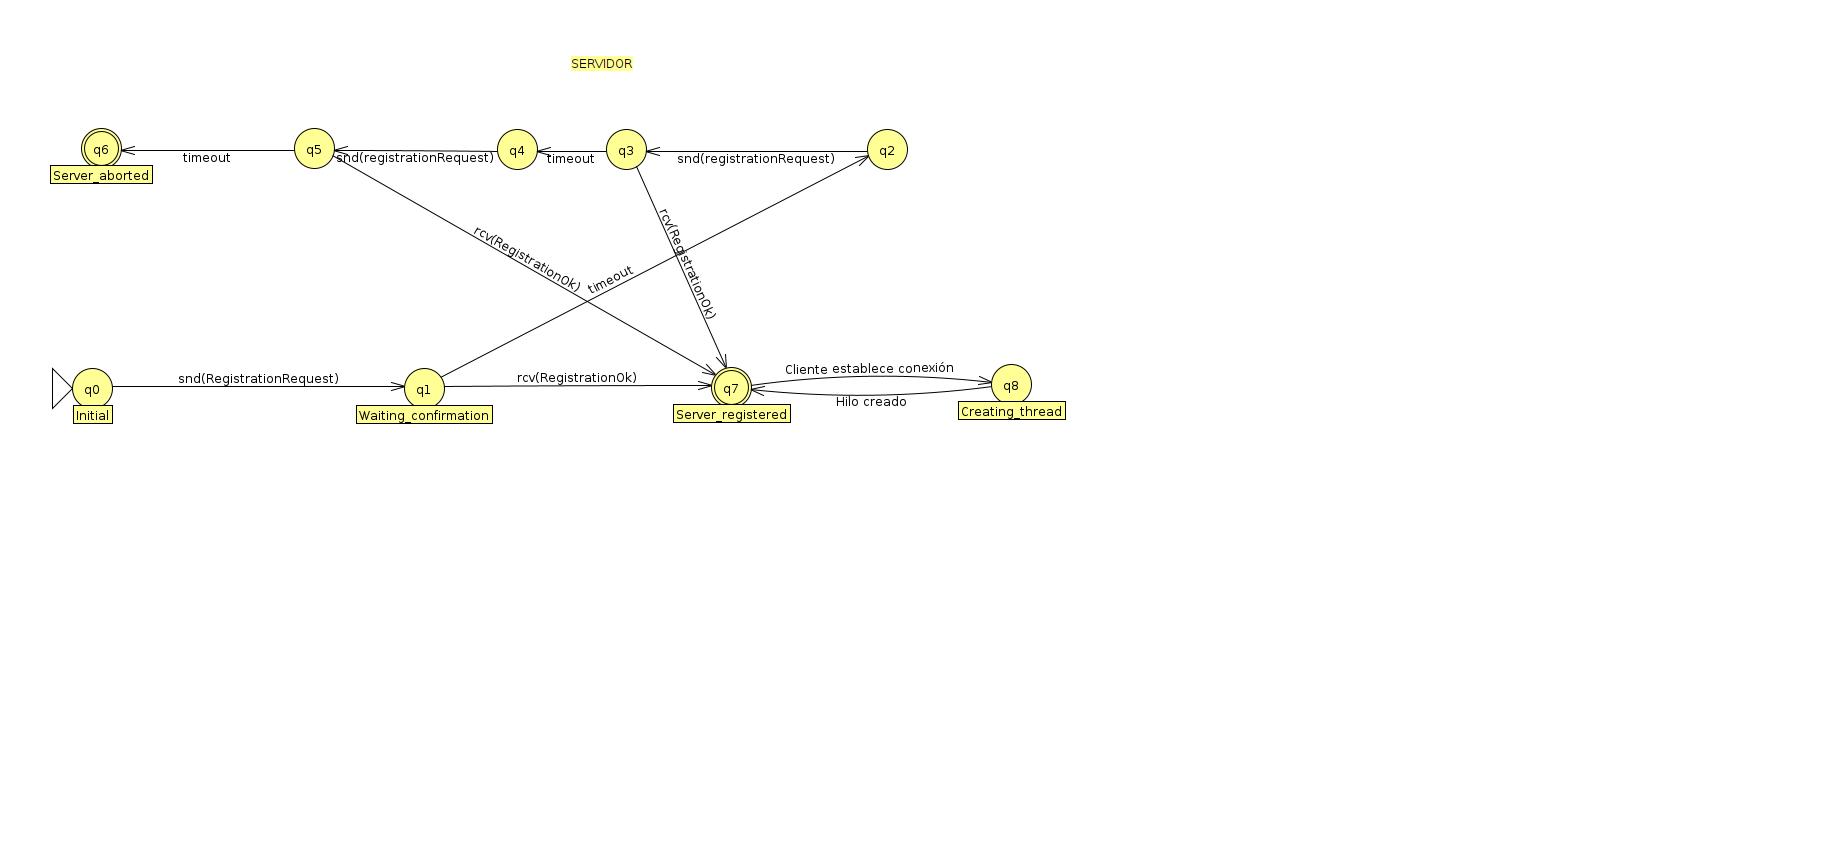 SERVIDOR
q6
q5
q4
q3
q2
timeout
snd(registrationRequest)
timeout
snd(registrationRequest)
Server_aborted
rcv(RegistrationOk)
timeout
rcv(RegistrationOk)
q0
snd(RegistrationRequest)
q1
rcv(RegistrationOk)
q7
Cliente establece conexión
q8
Hilo creado
Initial
Waiting_confirmation
Server_registered
Creating_thread